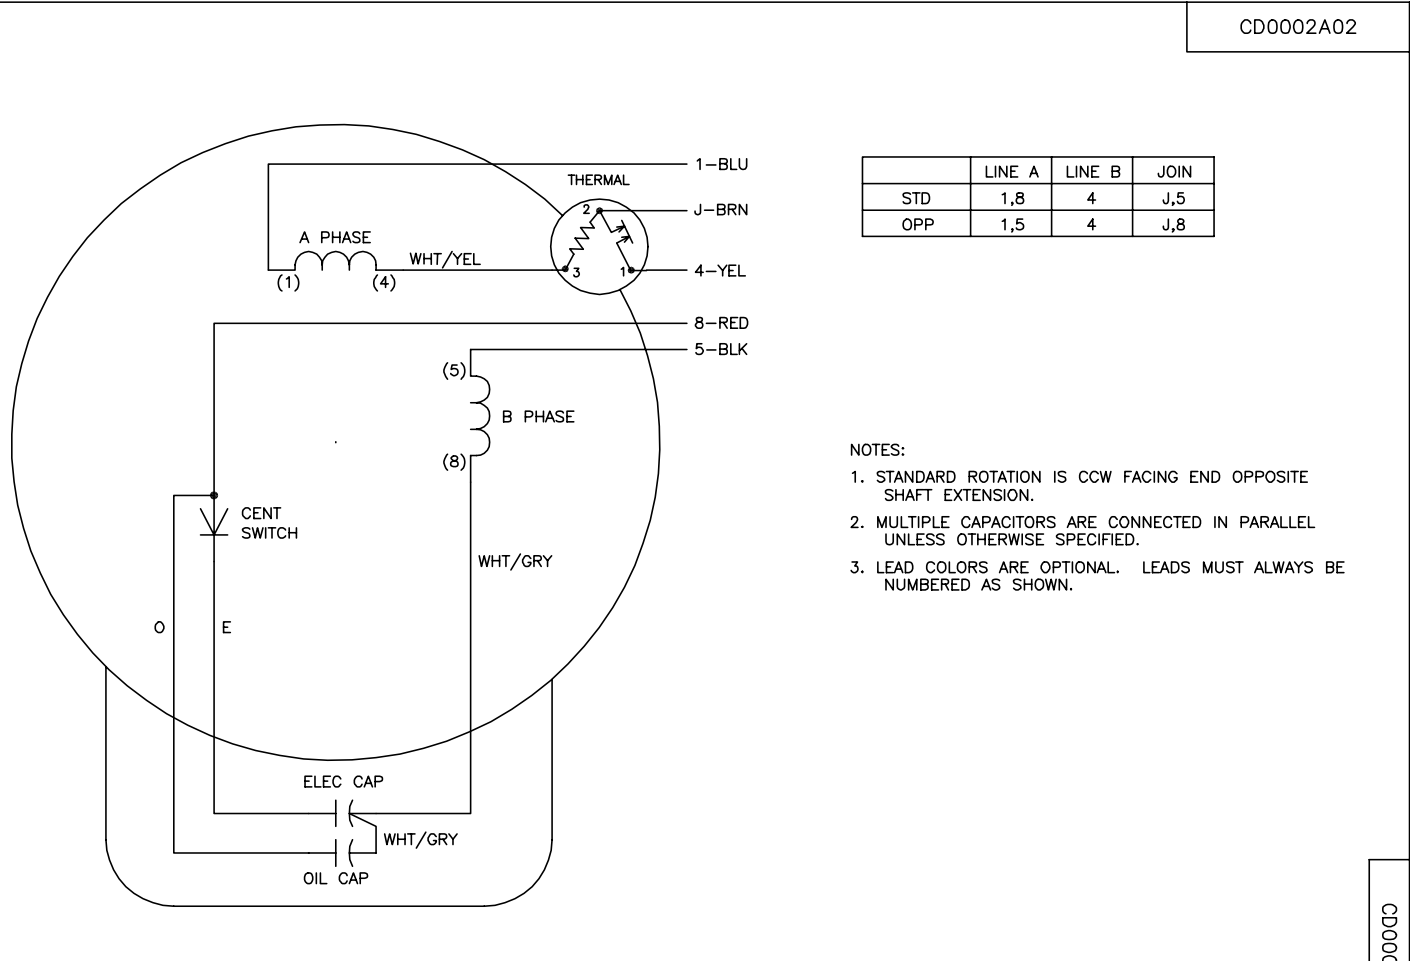 CD0002A02
1-BLU
THERMAL
J-BRN
2
A PHASE
WHT/YEL
3
1
4-YEL
(1)
(4)
8-RED
5-BLK
(5)
B PHASE
(8)
CENT
SWITCH
WHT/GRY
O
E
ELEC CAP
WHT/GRY
OIL CAP
LINE A LINE B JOIN
STD 1,8 4 J,5
OPP 1,5 4 J,8
NOTES:
1. STANDARD ROTATION IS CCW FACING END OPPOSITE
SHAFT EXTENSION.
2. MULTIPLE CAPACITORS ARE CONNECTED IN PARALLEL
UNLESS OTHERWISE SPECIFIED.
3. LEAD COLORS ARE OPTIONAL. LEADS MUST ALWAYS BE
NUMBERED AS SHOWN.